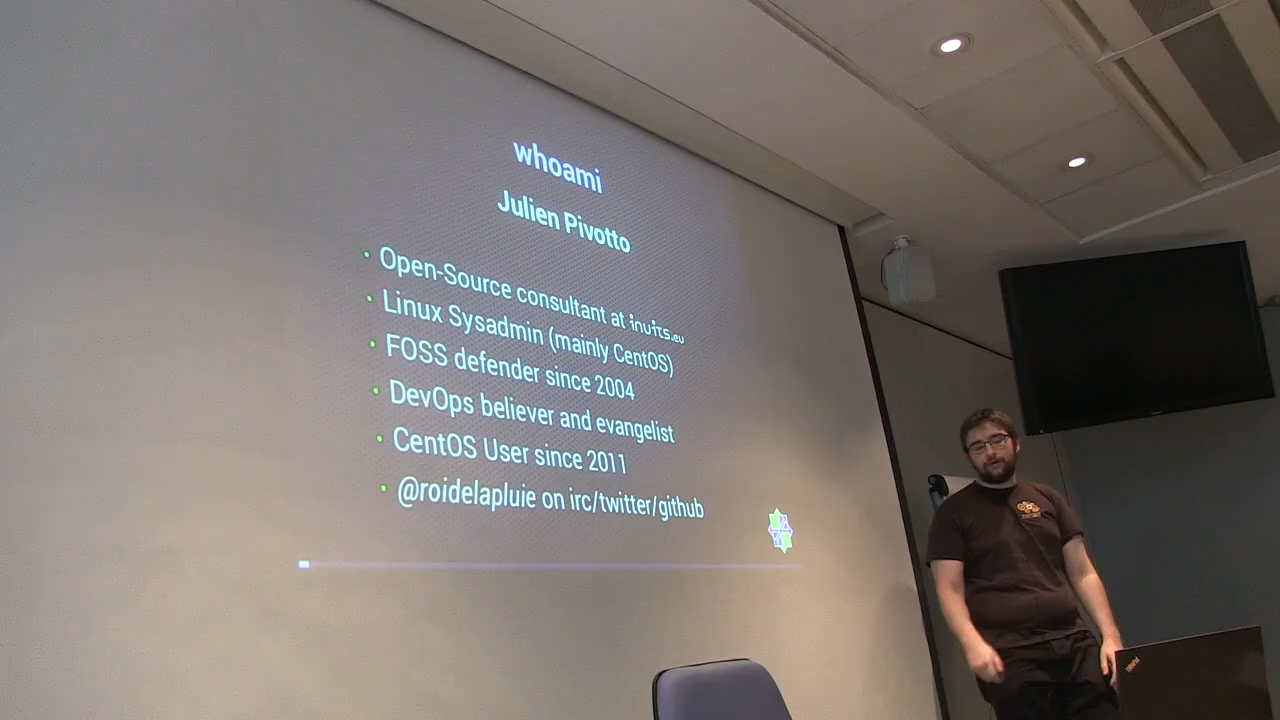 whoami
Julien Pivotto
Open-Source consultant at inuits.eu
Linux Sysadmin (mainly CentOS)
FOSS defender since 2004
DevOps believer and evangelist
CentOS User since 2011
@roidelapluie on irc/twitter/github
ThinkPad